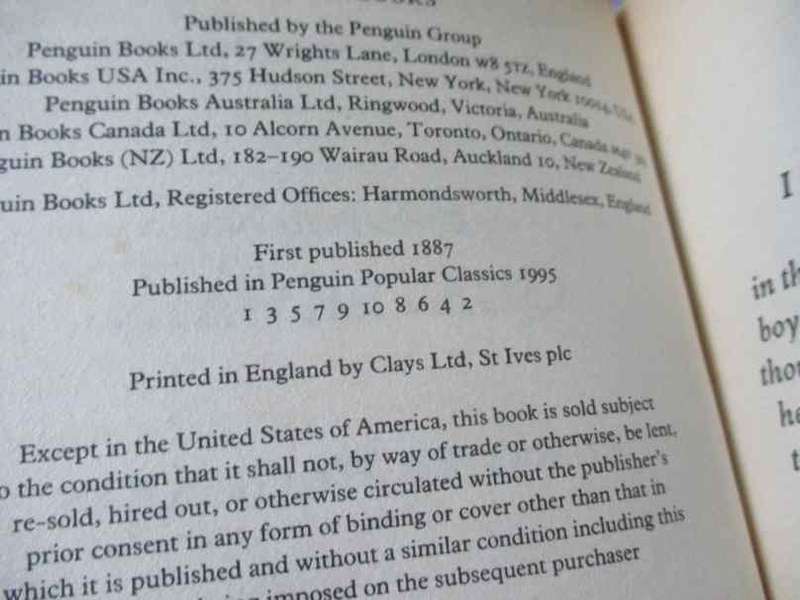 Published by the Penguin Group
Penguin Books Ltd, 27 Wrights Lane, London w8 5TZ, England
in Books USA Inc., 375 Hudson Street, New York, New York 10014, USA
Penguin Books Australia Ltd, Ringwood, Victoria, Australia
n Books Canada Ltd, 10 Alcorn Avenue, Toronto, Ontario, Canada
guin Books (NZ) Ltd, 182–190 Wairau Road, Auckland 10, New Zealand
uin Books Ltd, Registered Offices: Harmondsworth, Middlesex, England
First published 1887
Published in Penguin Popular Classics 1995
1 3 5 7 9 10 8 6 4 2
Printed in England by Clays Ltd, St Ives plc
Except in the United States of America, this book is sold subject
o the condition that it shall not, by way of trade or otherwise, be lent,
re-sold, hired out, or otherwise circulated without the publisher's
prior consent in any form of binding or cover other than that in
which it is published and without a similar condition including this
imposed on the subsequent purchaser
I
in th
boy
thou
he
t